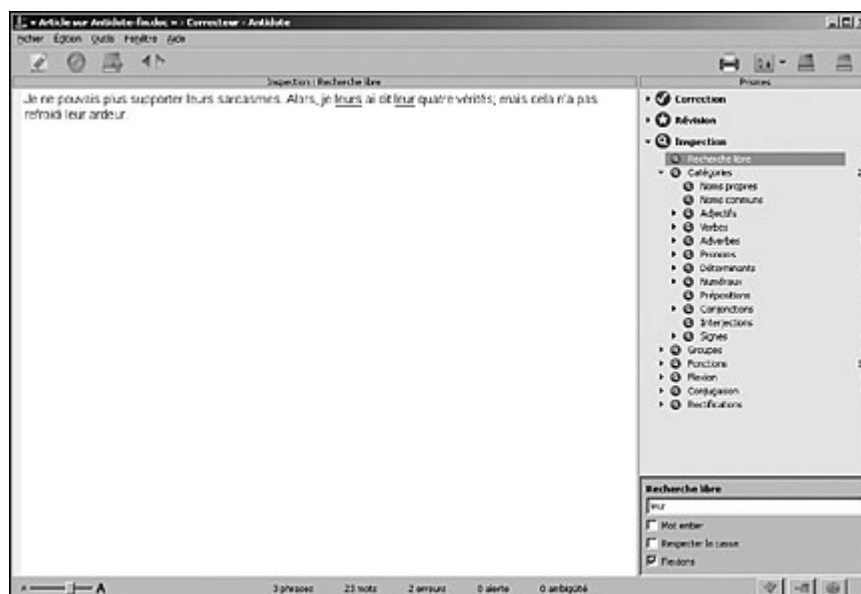 « Article sur Antidote-fin.doc » - Correcteur - Antidote
Fichier Édition Outils Fenêtre Aide
Inspection | Recherche libre
Prismes
Je ne pouvais plus supporter leurs sarcasmes. Alors, je leurs ai dit leur quatre vérités; mais cela n'a pas
refroidi leur ardeur.
Correction
Révision
Inspection
Recherche libre
Catégories
Noms propres
Noms communs
Adjectifs
Verbes
Adverbes
Pronoms
Déterminants
Numéraux
Prépositions
Conjonctions
Interjections
Signes
Groupes
Fonctions
Flexion
Conjugaison
Rectifications
Recherche libre
leur
Mot entier
Respecter la casse
Flexions
A A
3 phrases 23 mots 2 erreurs 0 alerte 0 ambiguïté